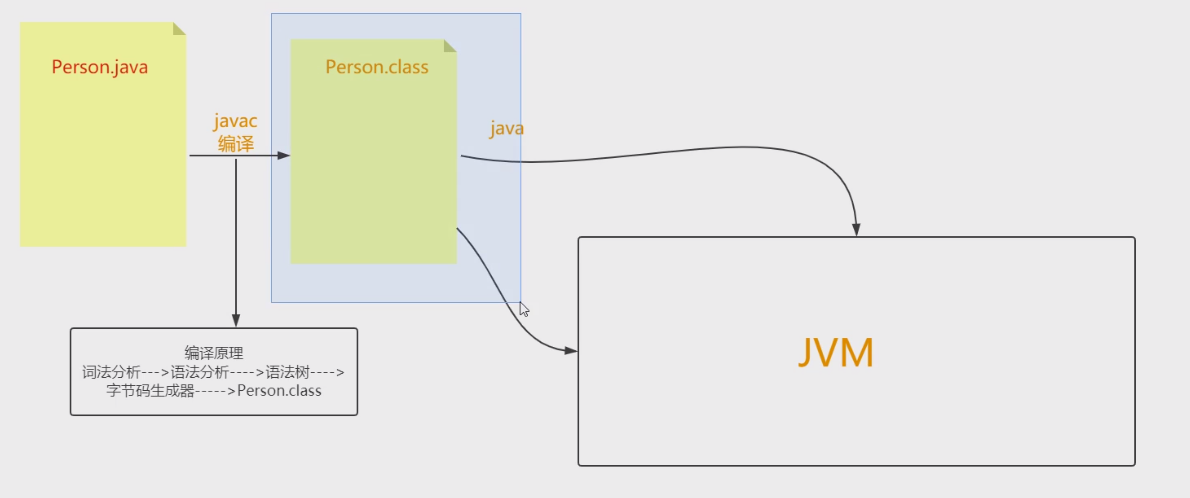 Person.java
javac
编译
Person.class
java
编译原理
词法分析--->语法分析---->语法树---->
字节码生成器----->Person.class
JVM